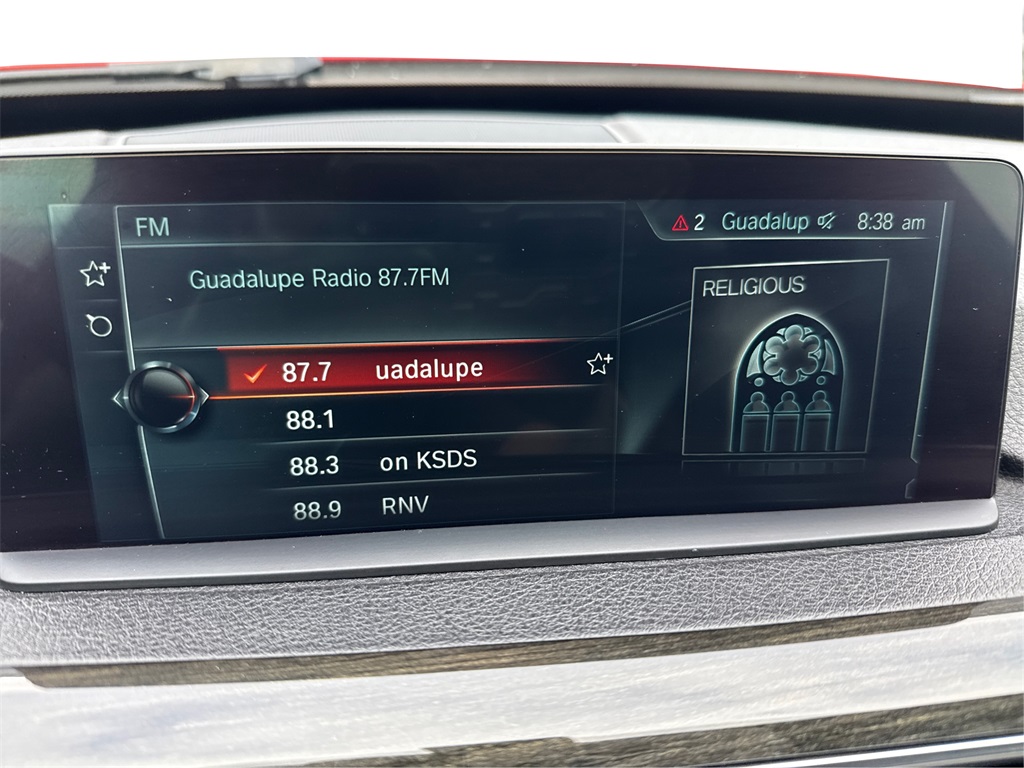 FM
2 Guadalup 8:38 am
Guadalupe Radio 87.7FM
RELIGIOUS
87.7 uadalupe
88.1
88.3 on KSDS
88.9 RNV